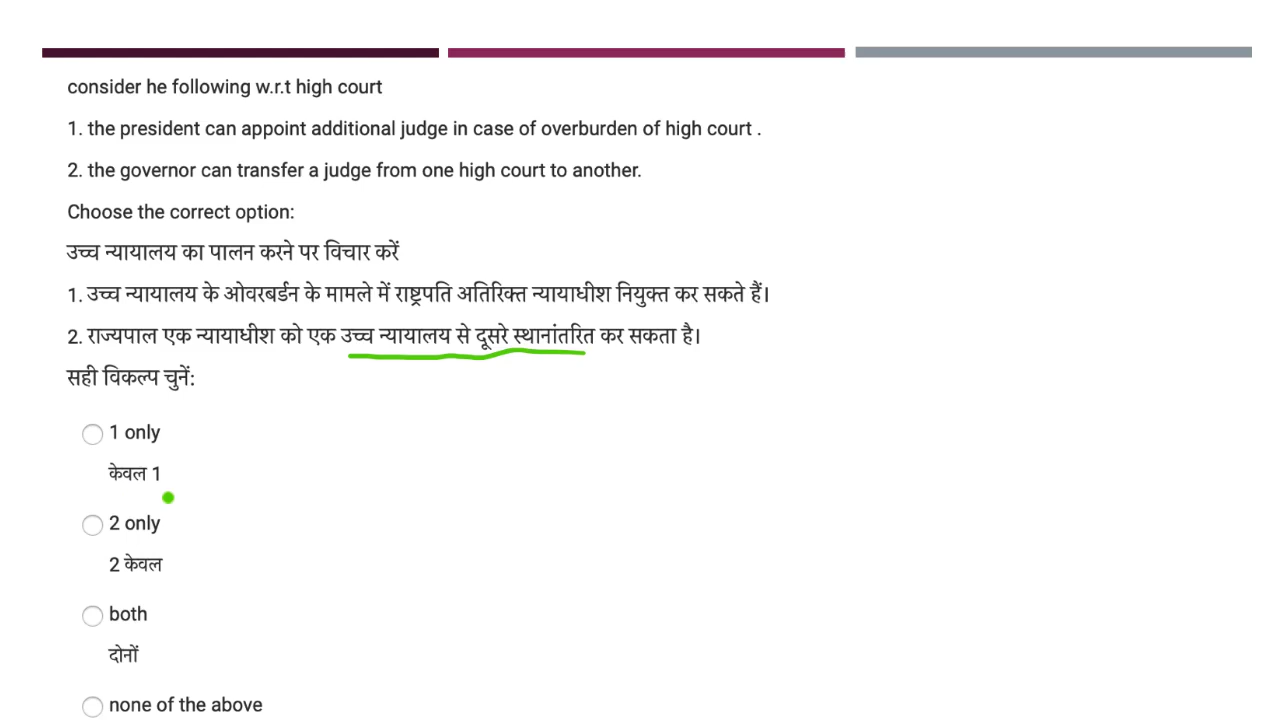 consider he following w.r.t high court
1. the president can appoint additional judge in case of overburden of high court .
2. the governor can transfer a judge from one high court to another.
Choose the correct option:
उच्च न्यायालय का पालन करने पर विचार करें
1. उच्च न्यायालय के ओवरबर्डन के मामले में राष्ट्रपति अतिरिक्त न्यायाधीश नियुक्त कर सकते हैं।
2. राज्यपाल एक न्यायाधीश को एक उच्च न्यायालय से दूसरे स्थानांतरित कर सकता है।
सही विकल्प चुनें:
1 only
केवल 1
2 only
2 केवल
both
दोनों
none of the above